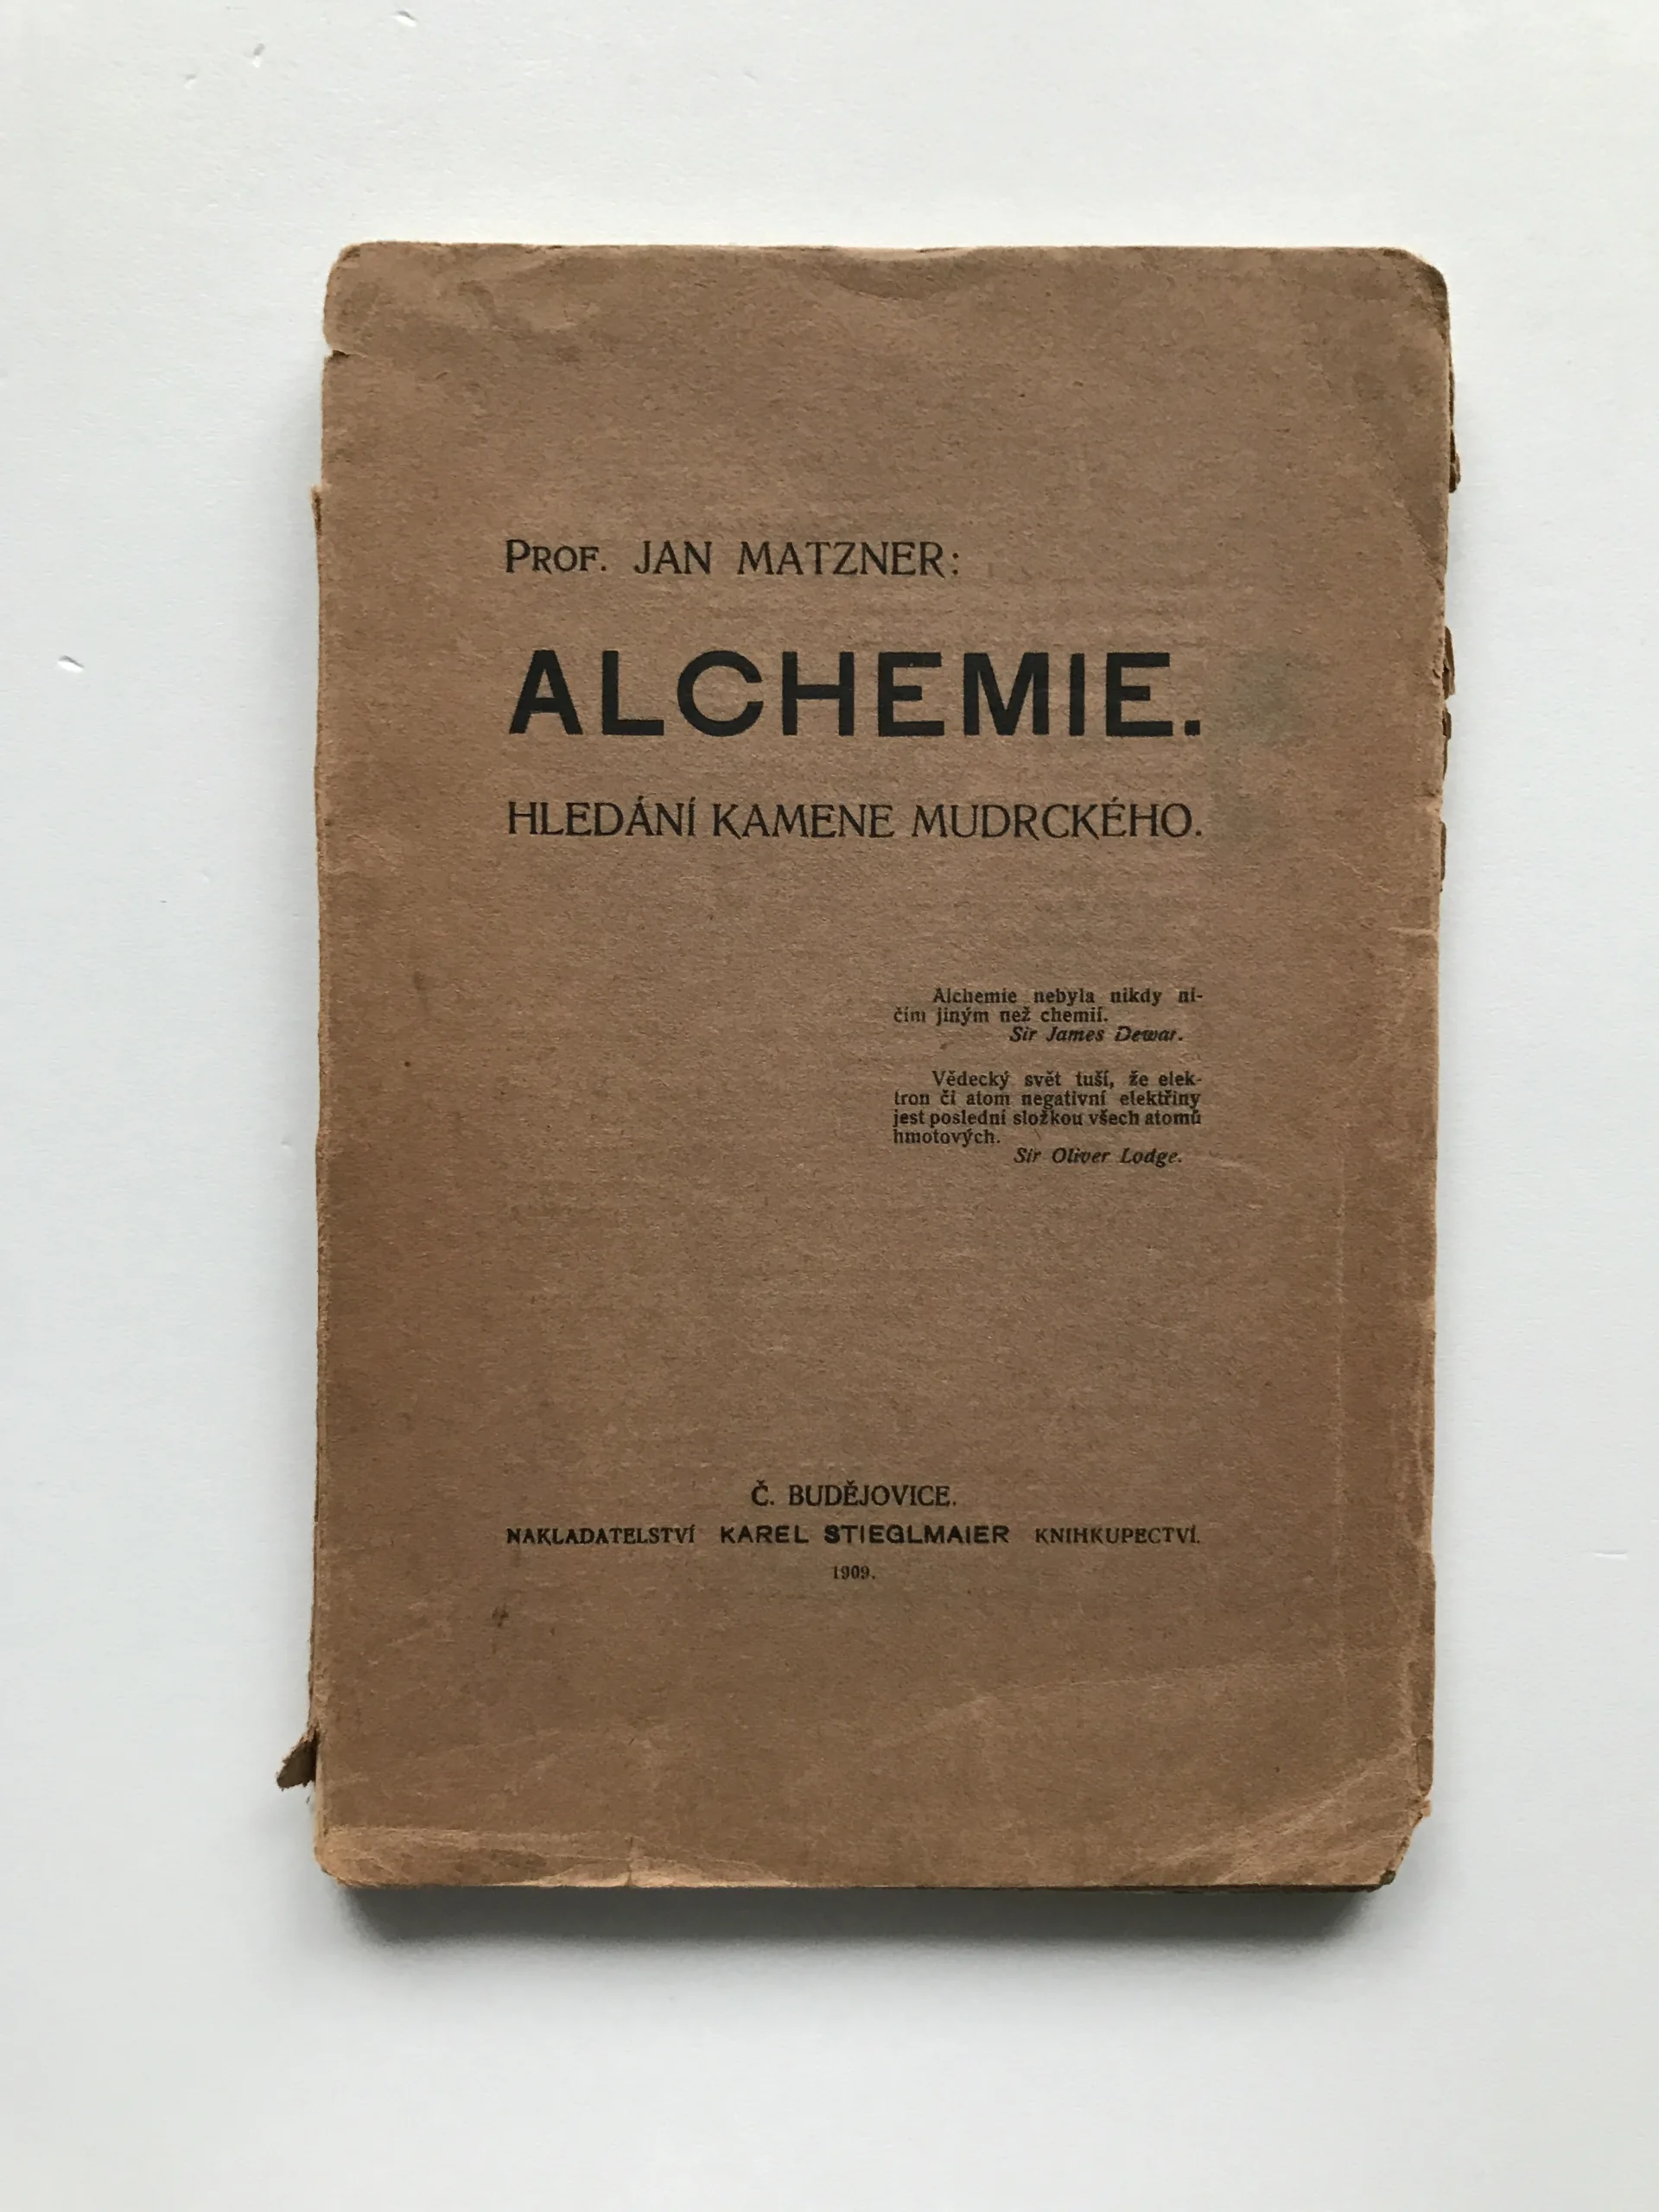 PROF. JAN MATZNER:
ALCHEMIE.
HLEDÁNÍ KAMENE MUDRCKÉHO.
Alchemie nebyla nikdy ni-
čím jiným než chemií.
Sir James Dewar.
Vědecký svět tuší, že elek-
tron či atom negativní elektřiny
jest poslední složkou všech atomů
hmotových.
Sir Oliver Lodge.
Č. BUDĚJOVICE.
NAKLADATELSTVÍ KAREL STIEGLMAIER KNIHKUPECTVÍ.
1909.